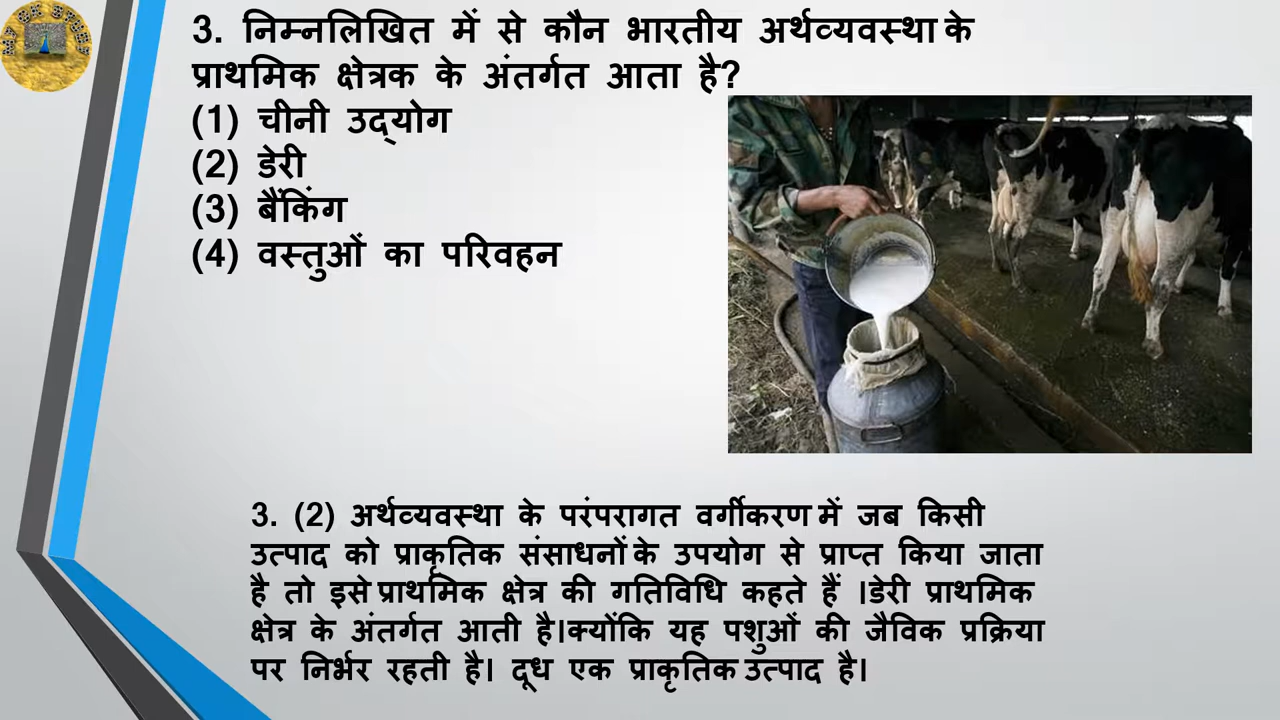 3. निम्नलिखित में से कौन भारतीय अर्थव्यवस्था के
प्राथमिक क्षेत्रक के अंतर्गत आता है?
(1) चीनी उद्योग
(2) डेरी
(3) बैंकिंग
(4) वस्तुओं का परिवहन
3. (2) अर्थव्यवस्था के परंपरागत वर्गीकरण में जब किसी
उत्पाद को प्राकृतिक संसाधनों के उपयोग से प्राप्त किया जाता
है तो इसे प्राथमिक क्षेत्र की गतिविधि कहते हैं ।डेरी प्राथमिक
क्षेत्र के अंतर्गत आती है।क्योंकि यह पशुओं की जैविक प्रक्रिया
पर निर्भर रहती है। दूध एक प्राकृतिक उत्पाद है।